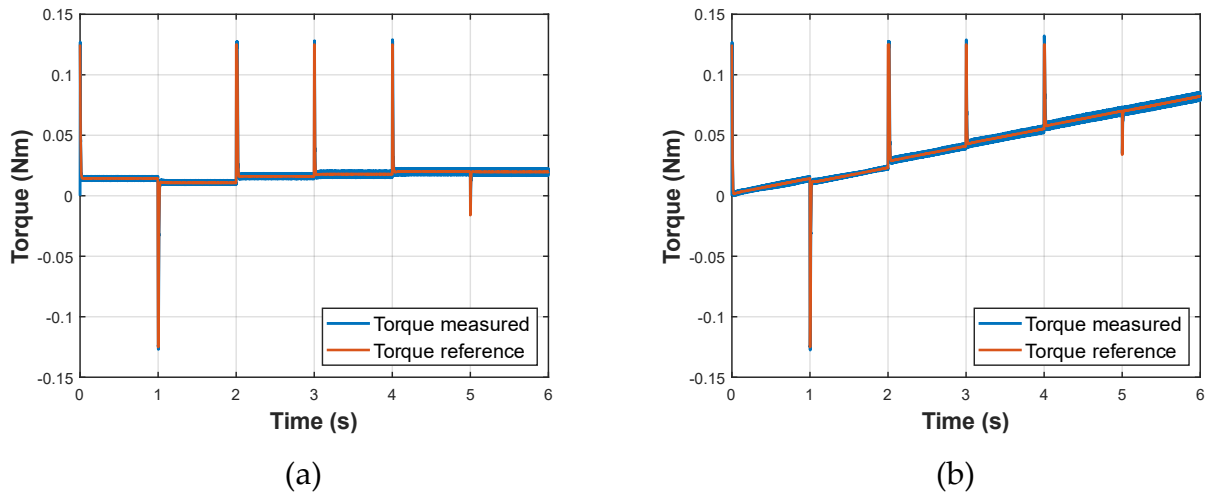 0.15
0.1
0.05
0
-0.05
-0.1
-0.15
Torque (Nm)
0 1 2 3 4 5 6
Time (s)
Torque measured
Torque reference
(a)
0.15
0.1
0.05
0
-0.05
-0.1
-0.15
Torque (Nm)
0 1 2 3 4 5 6
Time (s)
Torque measured
Torque reference
(b)